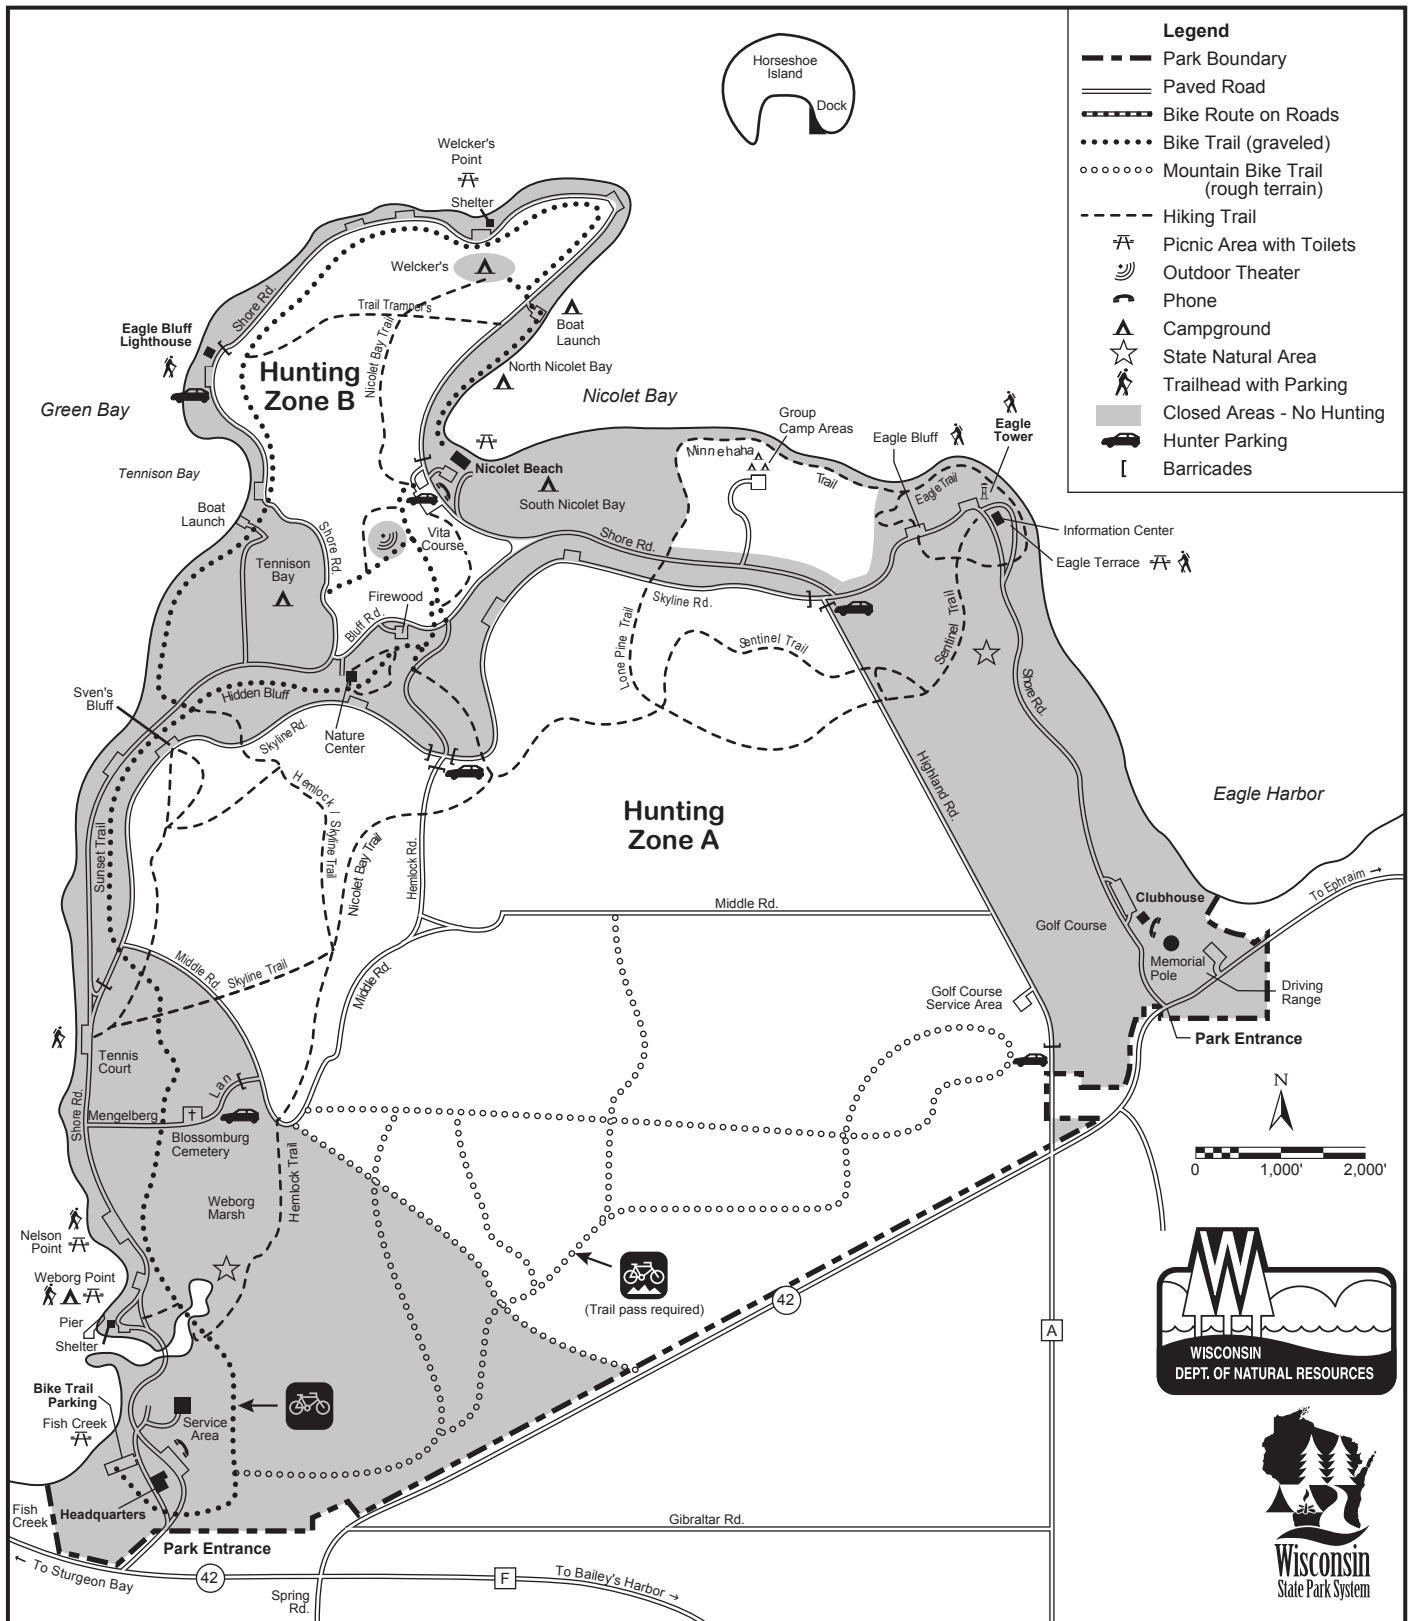 Legend
Park Boundary
Paved Road
Bike Route on Roads
Bike Trail (graveled)
Mountain Bike Trail
(rough terrain)
Hiking Trail
Picnic Area with Toilets
Outdoor Theater
Phone
Campground
State Natural Area
Trailhead with Parking
Closed Areas - No Hunting
Hunter Parking
Barricades
Horseshoe
Island
Dock
Welcker's
Point
Shelter
Welcker's
Shore Rd.
Trail Tramper's
Nicolet Bay Trail
Boat
Launch
Eagle Bluff
Lighthouse
Hunting
Zone B
North Nicolet Bay
Nicolet Bay
Green Bay
Group
Camp Areas
Eagle Bluff
Eagle
Tower
Minnehaha
Trail
Eagle Trail
Tennison Bay
Nicolet Beach
South Nicolet Bay
Boat
Launch
Shore Rd.
Vita
Course
Shore Rd.
Information Center
Eagle Terrace
Tennison
Bay
Firewood
Bluff Rd.
Skyline Rd.
Lone Pine Trail
Sentinel Trail
Sentinel Trail
Shore Rd.
Sven's
Bluff
Hidden Bluff
Nature
Center
Skyline Rd.
Hemlock / Skyline Trail
Highland Rd.
Eagle Harbor
Hunting
Zone A
Sunset Trail
Nicolet Bay Trail
Hemlock Rd.
To Ephraim →
Middle Rd.
Clubhouse
Golf Course
Memorial
Pole
Middle Rd.
Skyline Trail
Middle Rd.
Golf Course
Service Area
Driving
Range
Park Entrance
Tennis
Court
Shore Rd.
Mengelberg
Lan
Blossomburg
Cemetery
Hemlock Trail
N
0 1,000' 2,000'
Weborg
Marsh
Nelson
Point
Weborg Point
Pier
Shelter
(Trail pass required)
42
A
WISCONSIN
DEPT. OF NATURAL RESOURCES
Bike Trail
Parking
Fish Creek
Service
Area
Headquarters
Fish
Creek
Park Entrance
Gibraltar Rd.
← To Sturgeon Bay
42
Spring
Rd.
F
To Bailey's Harbor →
Wisconsin
State Park System